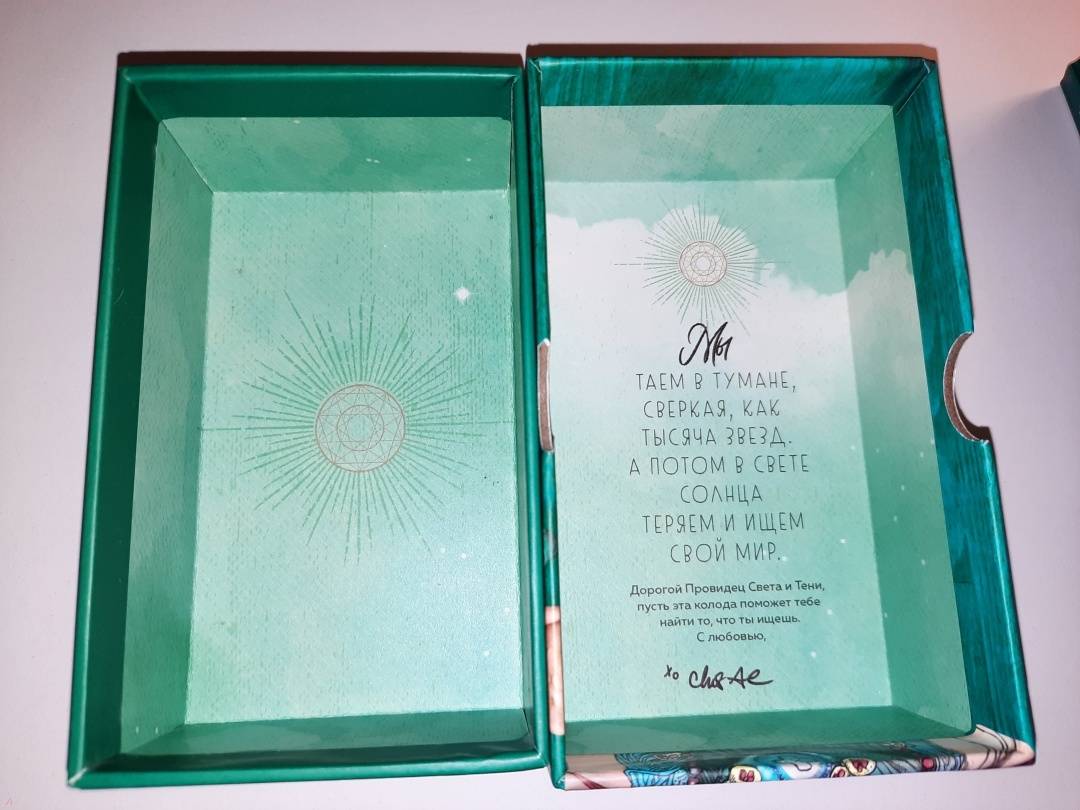 Мы
ТАЕМ В ТУМАНЕ,
СВЕРКАЯ, КАК
ТЫСЯЧА ЗВЕЗД.
А ПОТОМ В СВЕТЕ
СОЛНЦА
ТЕРЯЕМ И ИЩЕМ
СВОЙ МИР.
Дорогой Провидец Света и Тени,
пусть эта колода поможет тебе
найти то, что ты ищешь.
С любовью,
xo